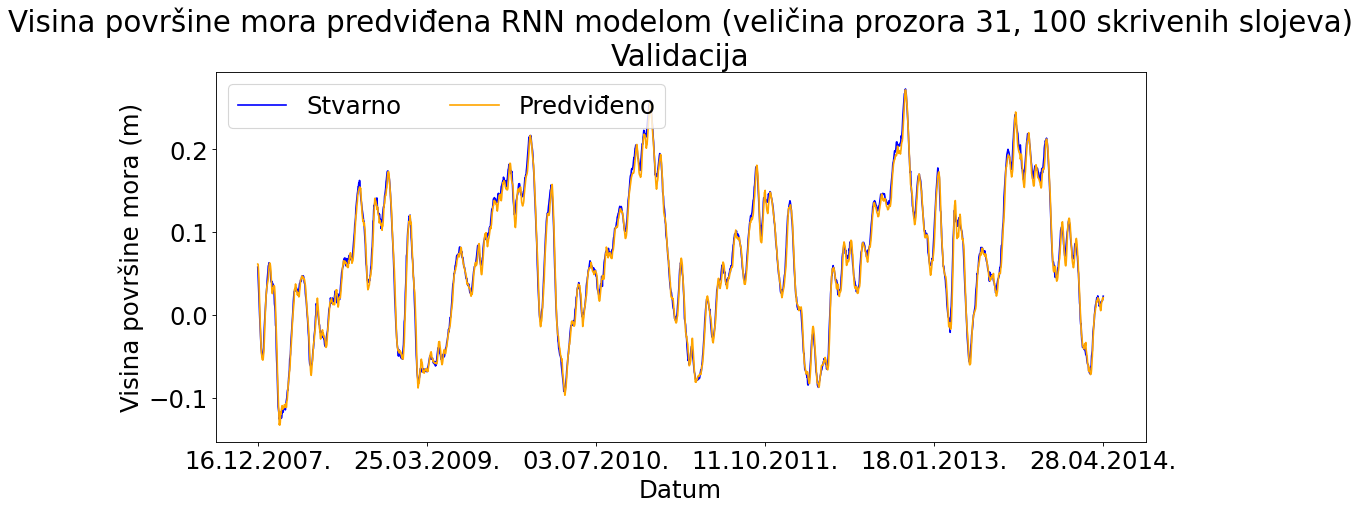 Visina površine mora predviđena RNN modelom (veličina prozora 31, 100 skrivenih slojeva)
Validacija
Stvarno
Predviđeno
Visina površine mora (m)
0.2
0.1
0.0
−0.1
16.12.2007.
25.03.2009.
03.07.2010.
11.10.2011.
18.01.2013.
28.04.2014.
Datum